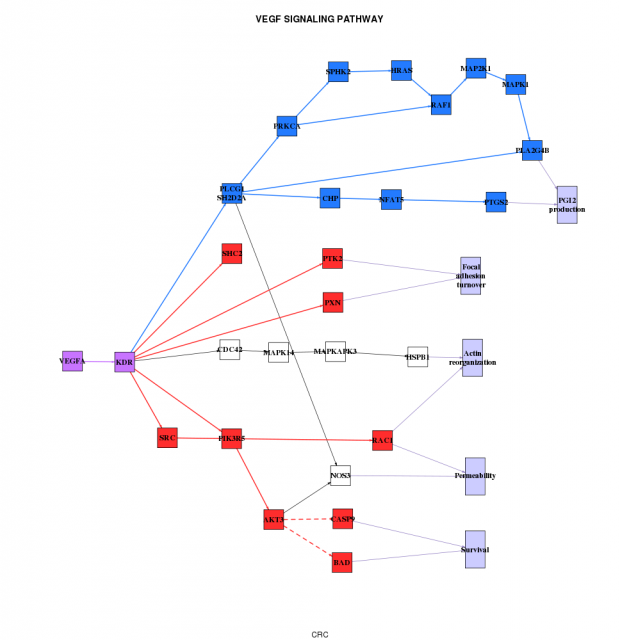 VEGF SIGNALING PATHWAY
MAP2K1
SPHK2
HRAS
MAPK1
RAF1
PRKCA
PLA2G4B
PLCG1
SH2D2A
CHP
NFAT5
PTGS2
PGI2
production
SHC2
PTK2
Focal
adhesion
turnover
PXN
VEGFA
KDR
CDC42
MAPK14
MAPKAPK3
HSPB1
Actin
reorganization
SRC
PIK3R5
RAC1
NOS3
Permeability
AKT3
CASP9
Survival
BAD
CRC